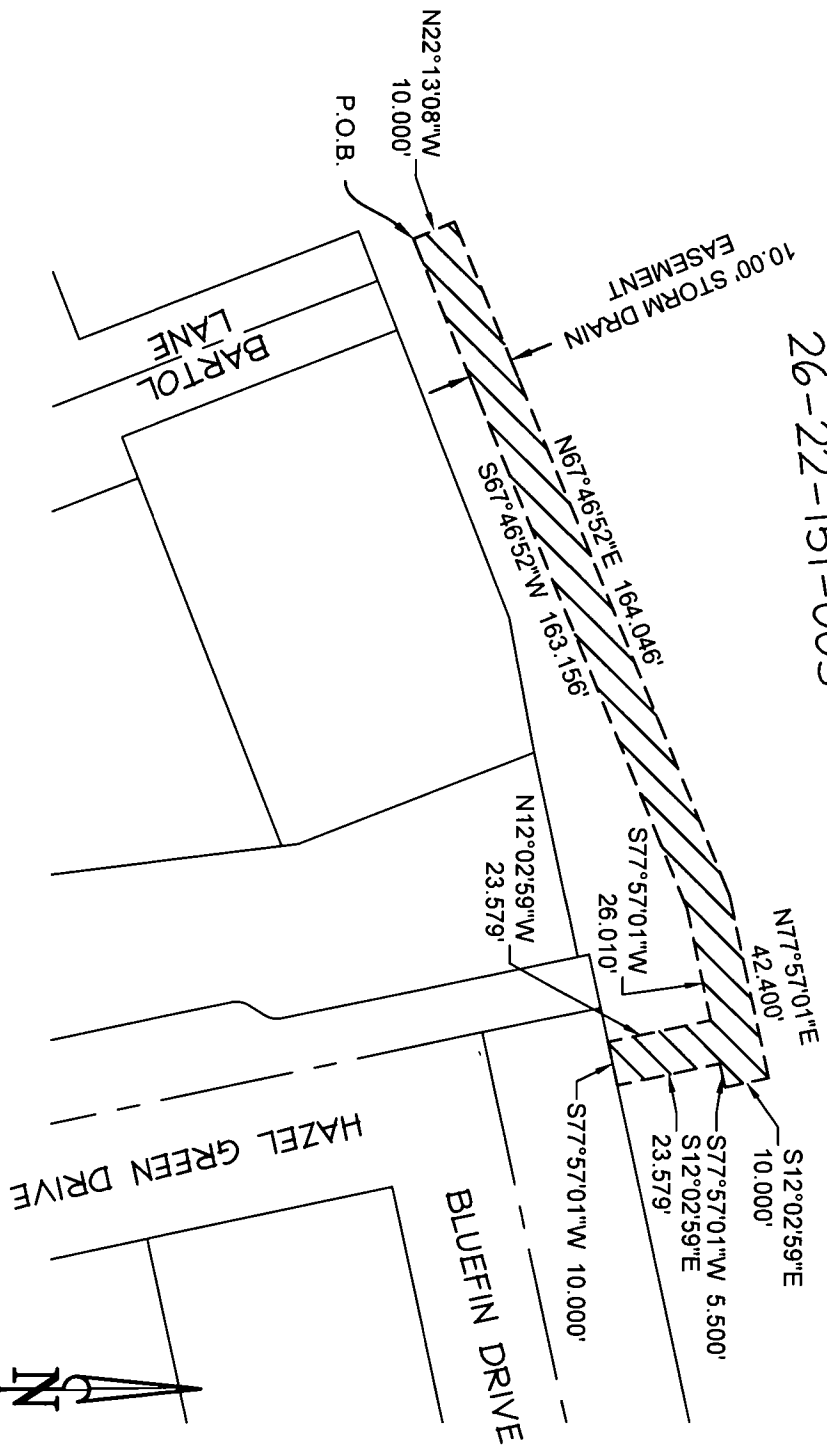 26-22-151-005
N22°13'08"W
10.000'
P.O.B.
10.00' STORM DRAIN
EASEMENT
BARTOL
LANE
N67°46'52"E 164.046'
S67°46'52"W 163.156'
N77°57'01"E
42.400'
S77°57'01"W
26.010'
N12°02'59"W
23.579'
S12°02'59"E
10.000'
S77°57'01"W 5.500'
S12°02'59"E
23.579'
S77°57'01"W 10.000'
HAZEL GREEN DRIVE
BLUEFIN DRIVE
N